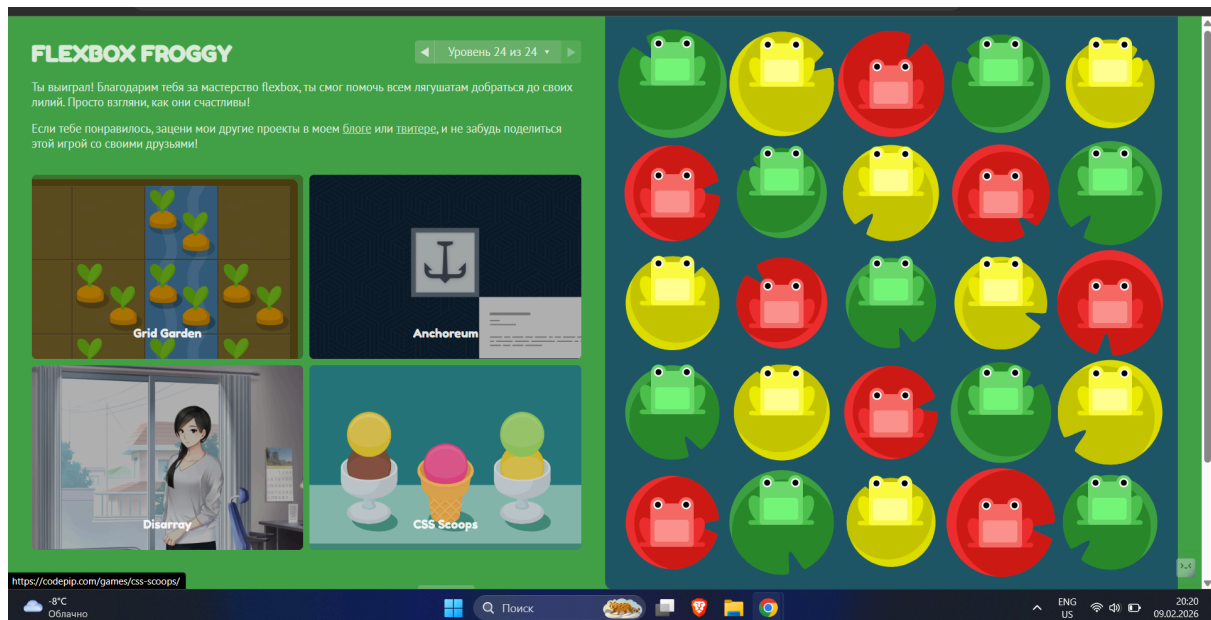 FLEXBOX FROGGY
◀ Уровень 24 из 24 ▾ ▶
Ты выиграл! Благодарим тебя за мастерство flexbox, ты смог помочь всем лягушатам добраться до своих
лилий. Просто взгляни, как они счастливы!
Если тебе понравилось, зацени мои другие проекты в моем блоге или твитере, и не забудь поделиться
этой игрой со своими друзьями!
Grid Garden
Anchoreum
Disarray
CSS Scoops
https://codepip.com/games/css-scoops/
-8°C
Облачно
Поиск
ENG
US
20:20
09.02.2026